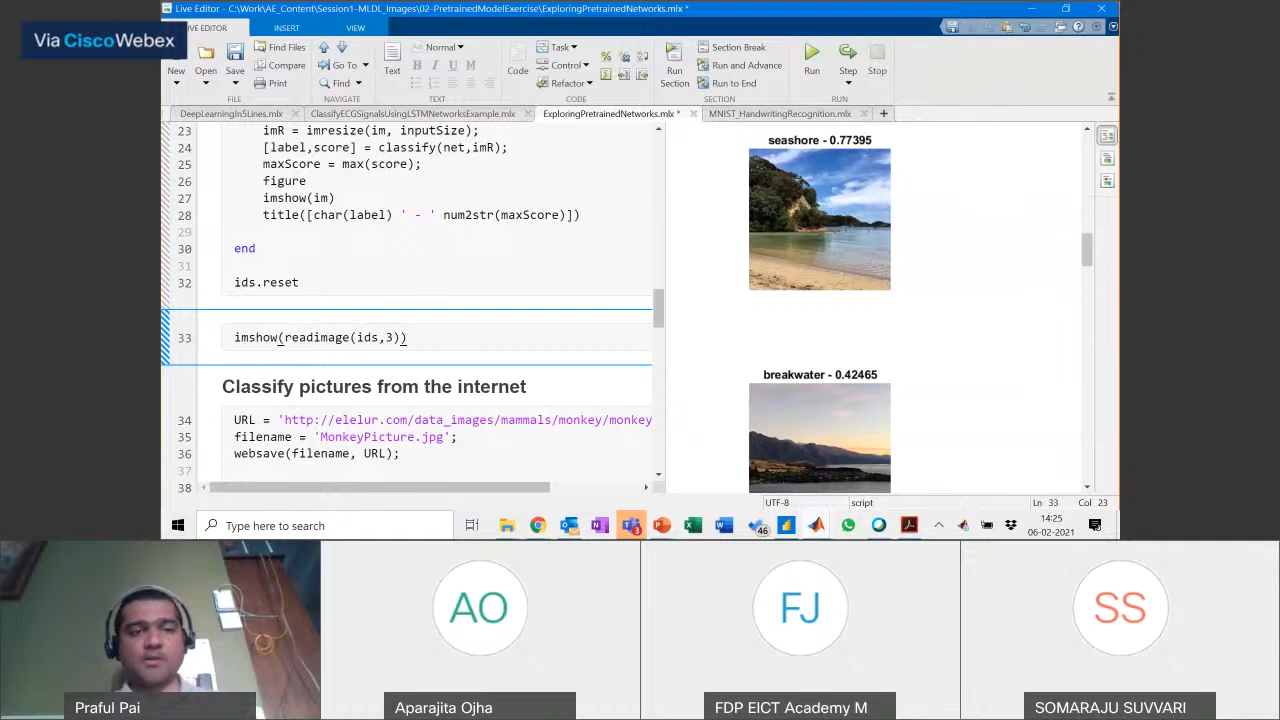 Live Editor - C:\Work\AE_Content\Session1-MLDL_Images\02-PretrainedModelExercise\ExploringPretrainedNetworks.mlx *
Via Cisco Webex
LIVE EDITOR INSERT VIEW
New Open Save Find Files Compare Print
FILE
Go To Find
NAVIGATE
Text Normal
B I U M
TEXT
Code Task Control Refactor
CODE
Run Section Section Break Run and Advance Run to End
SECTION
Run Step Stop
RUN
DeepLearningIn5Lines.mlx ClassifyECGSignalsUsingLSTMNetworksExample.mlx ExploringPretrainedNetworks.mlx * MNIST_HandwritingRecognition.mlx
23 imR = imresize(im, inputSize);
24 [label,score] = classify(net,imR);
25 maxScore = max(score);
26 figure
27 imshow(im)
28 title([char(label) ' - ' num2str(maxScore)])
29
30 end
31
32 ids.reset
33 imshow(readimage(ids,3))
Classify pictures from the internet
34 URL = 'http://elelur.com/data_images/mammals/monkey/monkey
35 filename = 'MonkeyPicture.jpg';
36 websave(filename, URL);
37
38
seashore - 0.77395
breakwater - 0.42465
UTF-8 script Ln 33 Col 23
Type here to search
46
14:25
06-02-2021
AO
FJ
SS
Praful Pai
Aparajita Ojha
FDP EICT Academy M
SOMARAJU SUVVARI